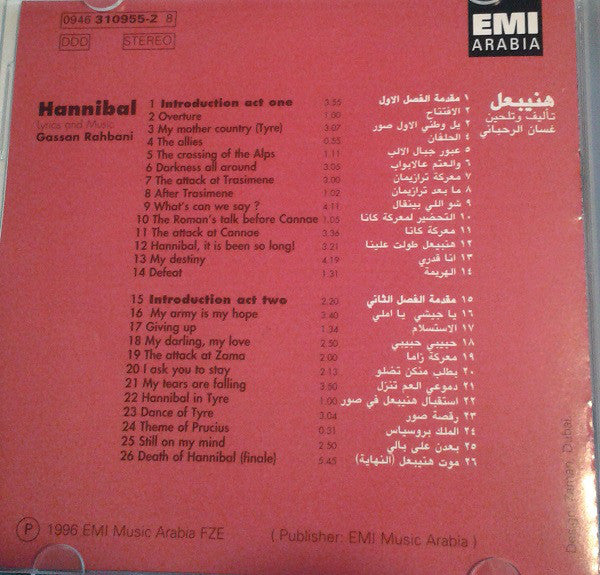 0946 310955-2 8
DDD STEREO
EMI
ARABIA
Hannibal
Lyrics and Music
Gassan Rahbani
هنيبعل
تأليف وتلحين
غسان الرحباني
1 Introduction act one 3.55 ١ مقدمة الفصل الاول
2 Overture 1.00 ٢ الافتتاح
3 My mother country (Tyre) 3.07 ٣ يل وطني الاول صور
4 The allies 0.55 ٤ الحلفان
5 The crossing of the Alps 1.11 ٥ عبور جبال الالب
6 Darkness all around 3.05 ٦ والعتم عالابواب
7 The attack at Trasimene 3.00 ٧ معركة ترازيمان
8 After Trasimene 1.02 ٨ ما بعد ترازيمان
9 What's can we say ? 4.11 ٩ شو اللي بينقال
10 The Roman's talk before Cannae 1.05 ١٠ التحضير لمعركة كانا
11 The attack at Cannae 3.36 ١١ معركة كانا
12 Hannibal, it is been so long! 3.21 ١٢ هنيبعل طولت علينا
13 My destiny 4.19 ١٣ انا قدري
14 Defeat 1.31 ١٤ الهزيمة
15 Introduction act two 2.20 ١٥ مقدمة الفصل الثاني
16 My army is my hope 3.40 ١٦ يا جيشي يا املي
17 Giving up 1.34 ١٧ الاستسلام
18 My darling, my love 2.50 ١٨ حبيبي حبيبي
19 The attack at Zama 2.00 ١٩ معركة زاما
20 I ask you to stay 2.13 ٢٠ بطلب منكن تضلو
21 My tears are falling 3.50 ٢١ دموعي العم تنزل
22 Hannibal in Tyre 1.00 ٢٢ استقبال هنيبعل في صور
23 Dance of Tyre 3.04 ٢٣ رقصة صور
24 Theme of Prucius 0.31 ٢٤ الملك بروسياس
25 Still on my mind 2.50 ٢٥ بعدن على بالي
26 Death of Hannibal (finale) 5.45 ٢٦ موت هنيبعل (النهاية)
Ⓟ 1996 EMI Music Arabia FZE ( Publisher: EMI Music Arabia )
Design: Zaman, Dubai